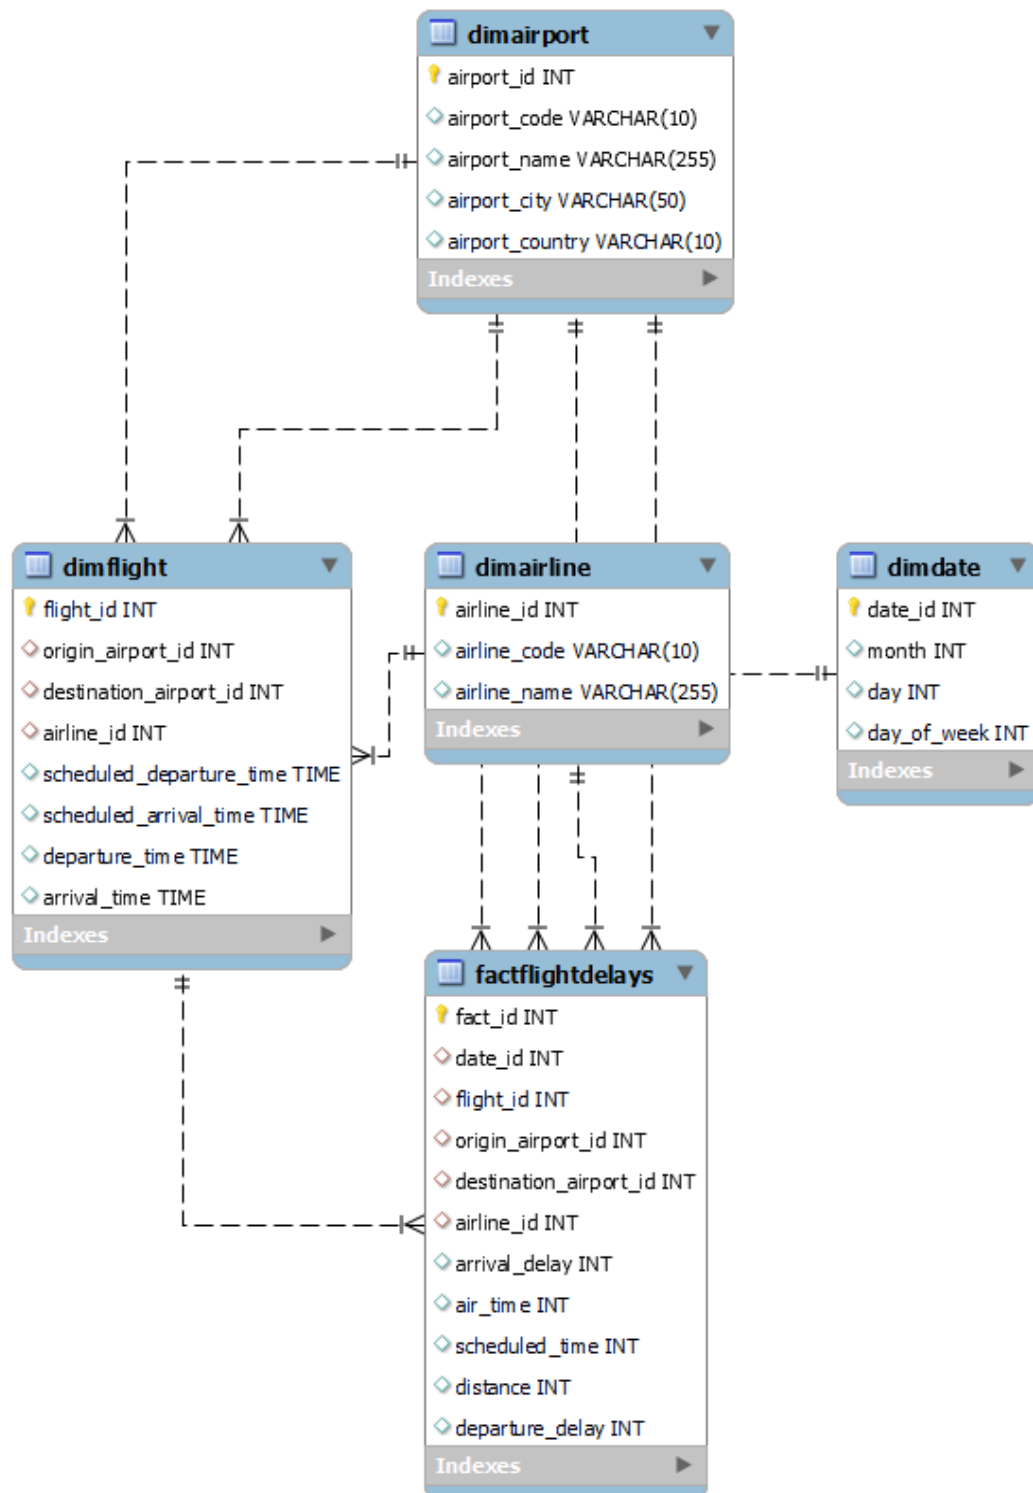 dimairport
airport_id INT
airport_code VARCHAR(10)
airport_name VARCHAR(255)
airport_city VARCHAR(50)
airport_country VARCHAR(10)
Indexes
dimflight
flight_id INT
origin_airport_id INT
destination_airport_id INT
airline_id INT
scheduled_departure_time TIME
scheduled_arrival_time TIME
departure_time TIME
arrival_time TIME
Indexes
dimairline
airline_id INT
airline_code VARCHAR(10)
airline_name VARCHAR(255)
Indexes
dimdate
date_id INT
month INT
day INT
day_of_week INT
Indexes
factflightdelays
fact_id INT
date_id INT
flight_id INT
origin_airport_id INT
destination_airport_id INT
airline_id INT
arrival_delay INT
air_time INT
scheduled_time INT
distance INT
departure_delay INT
Indexes